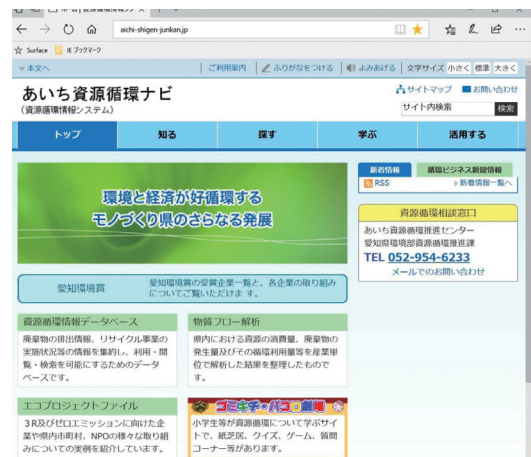 aichi-shigen-junkan.jp
Surface
IE ブックマーク
本文へ
ご利用案内
ふりがなをつける
よみあげる
文字サイズ 小さく 標準 大きく
あいち資源循環ナビ
(資源循環情報システム)
サイトマップ
お問い合わせ
サイト内検索
検索
トップ
知る
探す
学ぶ
活用する
環境と経済が好循環する
モノづくり県のさらなる発展
新着情報
循環ビジネス新聞情報
RSS
新着情報一覧へ
資源循環相談窓口
あいち資源循環推進センター
愛知県環境部資源循環推進課
TEL 052-954-6233
メールでのお問い合わせ
愛知環境賞
愛知環境賞の受賞企業一覧と、各企業の取り組み
についてご覧いただけま す。
資源循環情報データベース
廃棄物の排出情報、リサイクル事業の
実施状況等の情報を集約し、利用・閲
覧・検索を可能にするためのデータ
ベースです。
物質フロー解析
県内における資源の消費量、廃棄物の
発生量及びその循環利用量等を産業単
位で解析した結果を整理したもので
す。
エコプロジェクトファイル
3R及びゼロエミッションに向けた企
業や県内市町村、NPOの様々な取り組
みについての実例を紹介しています。
ゴミキチ・パコロ劇場
小学生等が資源循環について学ぶサイ
トで、紙芝居、クイズ、ゲーム、質問
コーナー等があります。